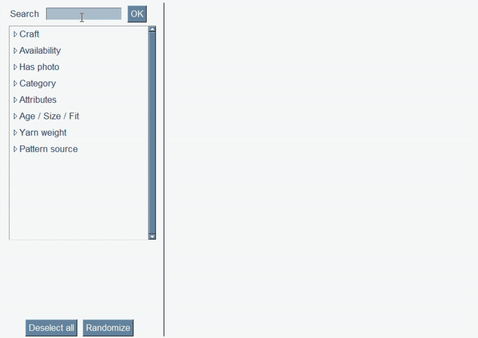 Search OK
Craft
Availability
Has photo
Category
Attributes
Age / Size / Fit
Yarn weight
Pattern source
Deselect all Randomize